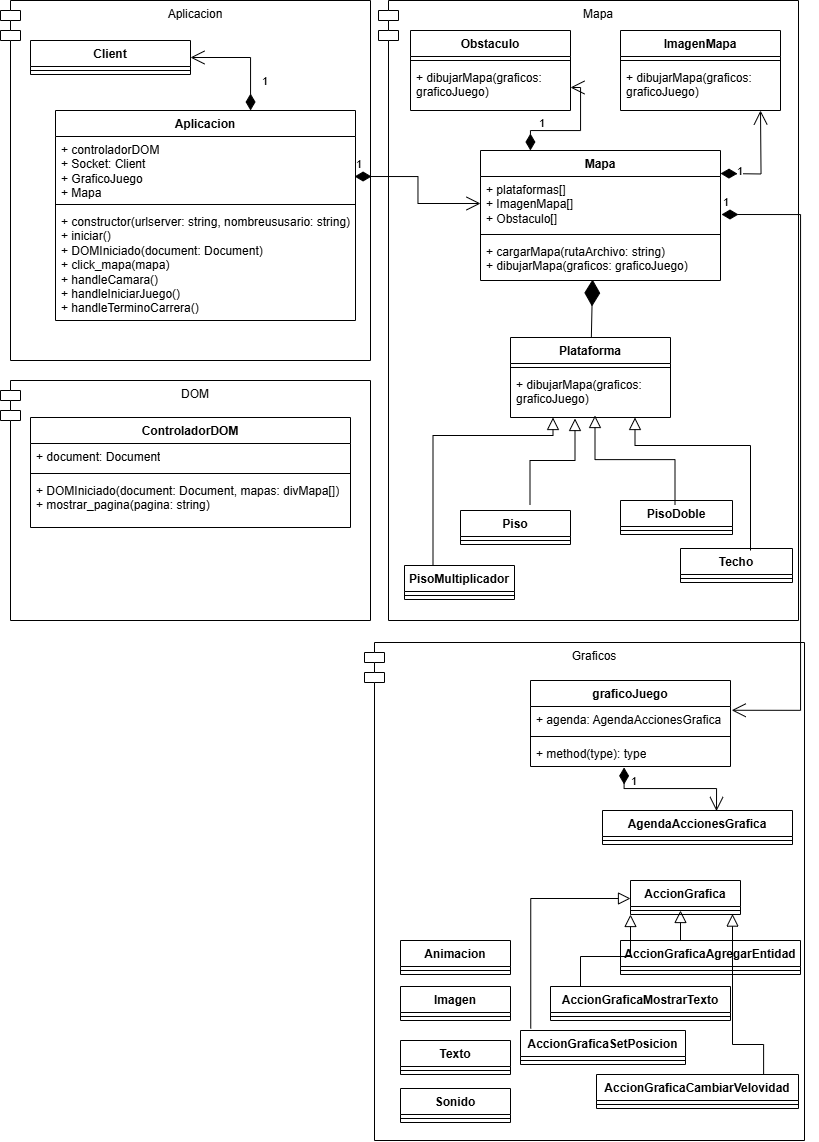 Aplicacion
Client
1
Aplicacion
+ controladorDOM
+ Socket: Client
+ GraficoJuego
+ Mapa
+ constructor(urlserver: string, nombreususario: string)
+ iniciar()
+ DOMIniciado(document: Document)
+ click_mapa(mapa)
+ handleCamara()
+ handleIniciarJuego()
+ handleTerminoCarrera()
1
DOM
ControladorDOM
+ document: Document
+ DOMIniciado(document: Document, mapas: divMapa[])
+ mostrar_pagina(pagina: string)
Mapa
Obstaculo
+ dibujarMapa(graficos:
graficoJuego)
ImagenMapa
+ dibujarMapa(graficos:
graficoJuego)
1
Mapa
+ plataformas[]
+ ImagenMapa[]
+ Obstaculo[]
+ cargarMapa(rutaArchivo: string)
+ dibujarMapa(graficos: graficoJuego)
1
1
Plataforma
+ dibujarMapa(graficos:
graficoJuego)
Piso
PisoDoble
Techo
PisoMultiplicador
Graficos
graficoJuego
+ agenda: AgendaAccionesGrafica
+ method(type): type
1
AgendaAccionesGrafica
AccionGrafica
Animacion
AccionGraficaAgregarEntidad
Imagen
AccionGraficaMostrarTexto
Texto
AccionGraficaSetPosicion
Sonido
AccionGraficaCambiarVelovidad